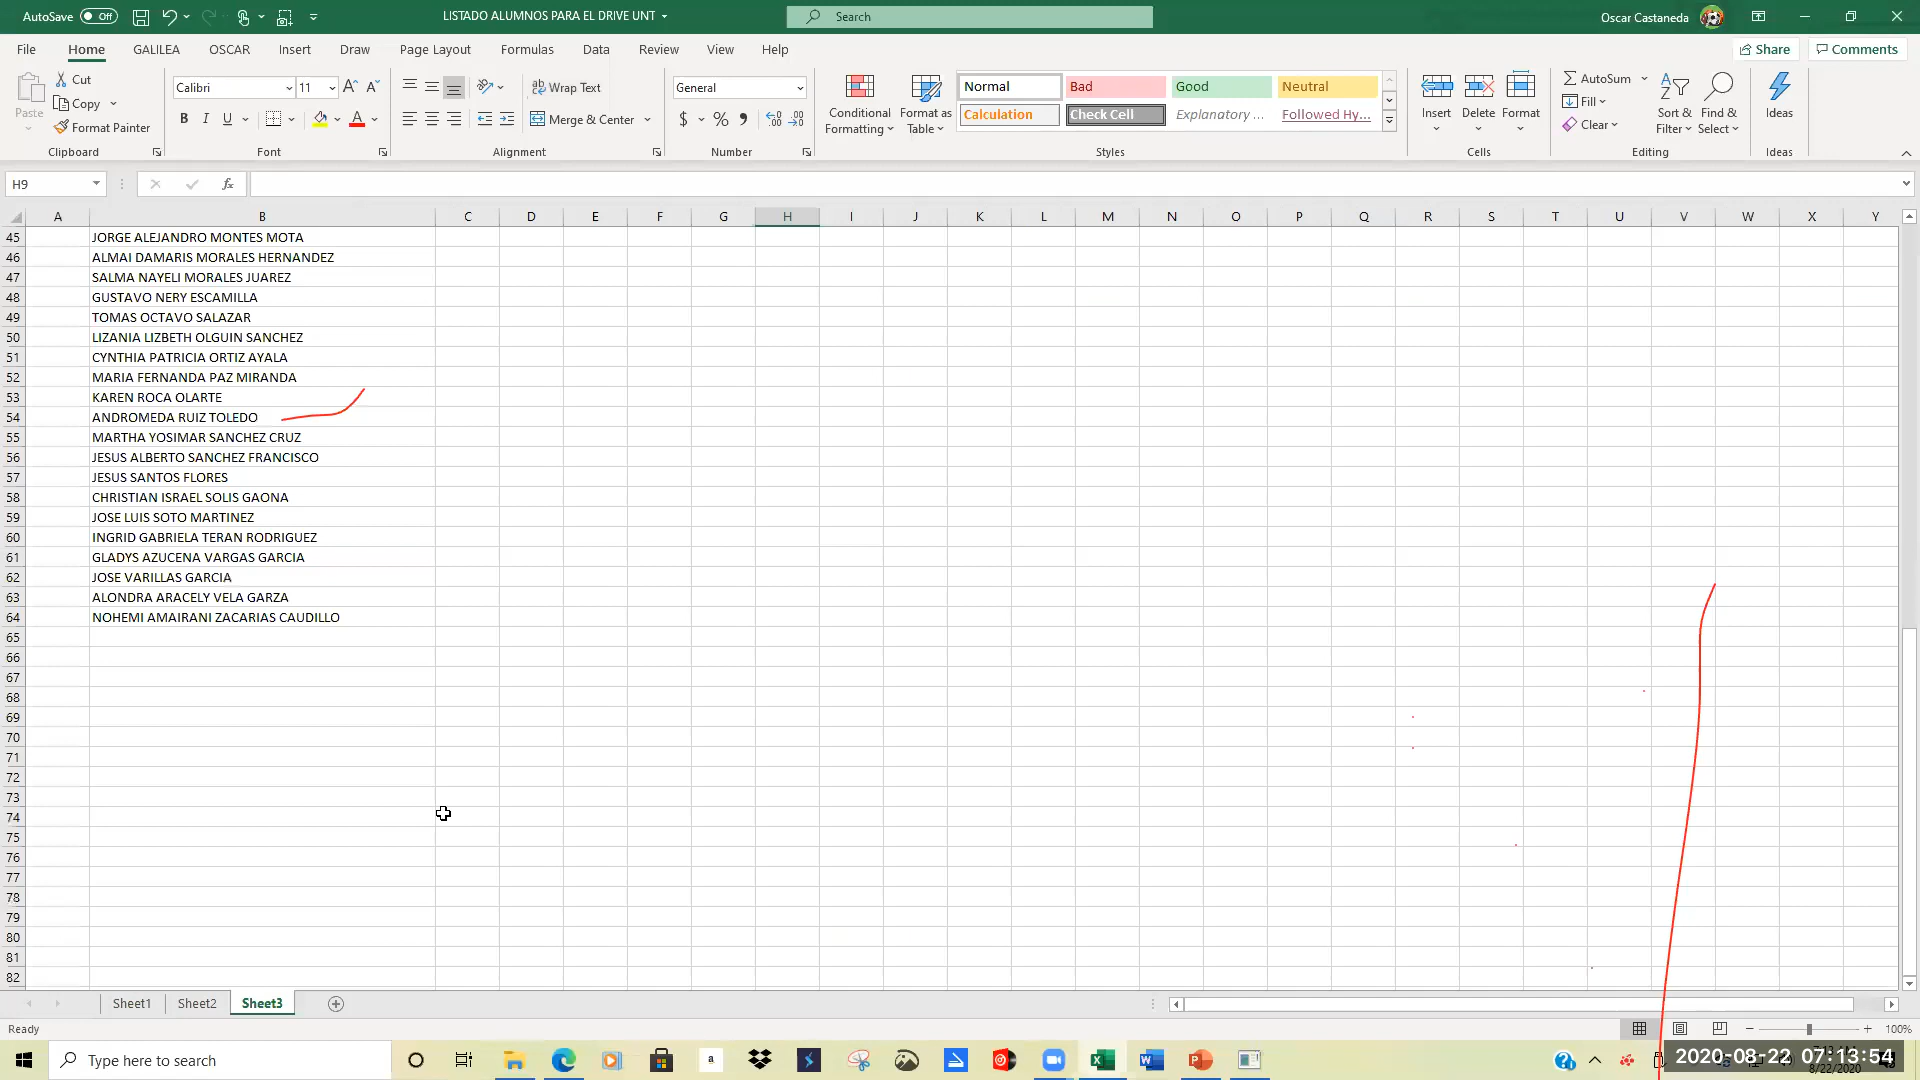 AutoSave Off
LISTADO ALUMNOS PARA EL DRIVE UNT
Search
Oscar Castaneda
File Home GALILEA OSCAR Insert Draw Page Layout Formulas Data Review View Help
Share Comments
Paste
Cut
Copy
Format Painter
Clipboard
Calibri 11
B I U
Font
Wrap Text
Merge & Center
Alignment
General
$ % ,
Number
Conditional Formatting
Format as Table
Normal Bad Good Neutral
Calculation Check Cell Explanatory ... Followed Hy...
Styles
Insert Delete Format
Cells
AutoSum
Fill
Clear
Sort & Filter
Find & Select
Editing
Ideas
Ideas
H9
fx
A B C D E F G H I J K L M N O P Q R S T U V W X Y
45 JORGE ALEJANDRO MONTES MOTA
46 ALMAI DAMARIS MORALES HERNANDEZ
47 SALMA NAYELI MORALES JUAREZ
48 GUSTAVO NERY ESCAMILLA
49 TOMAS OCTAVO SALAZAR
50 LIZANIA LIZBETH OLGUIN SANCHEZ
51 CYNTHIA PATRICIA ORTIZ AYALA
52 MARIA FERNANDA PAZ MIRANDA
53 KAREN ROCA OLARTE
54 ANDROMEDA RUIZ TOLEDO
55 MARTHA YOSIMAR SANCHEZ CRUZ
56 JESUS ALBERTO SANCHEZ FRANCISCO
57 JESUS SANTOS FLORES
58 CHRISTIAN ISRAEL SOLIS GAONA
59 JOSE LUIS SOTO MARTINEZ
60 INGRID GABRIELA TERAN RODRIGUEZ
61 GLADYS AZUCENA VARGAS GARCIA
62 JOSE VARILLAS GARCIA
63 ALONDRA ARACELY VELA GARZA
64 NOHEMI AMAIRANI ZACARIAS CAUDILLO
65
66
67
68
69
70
71
72
73
74
75
76
77
78
79
80
81
82
Sheet1 Sheet2 Sheet3
Ready
100%
Type here to search
2020-08-22 07:13:54
8/22/2020